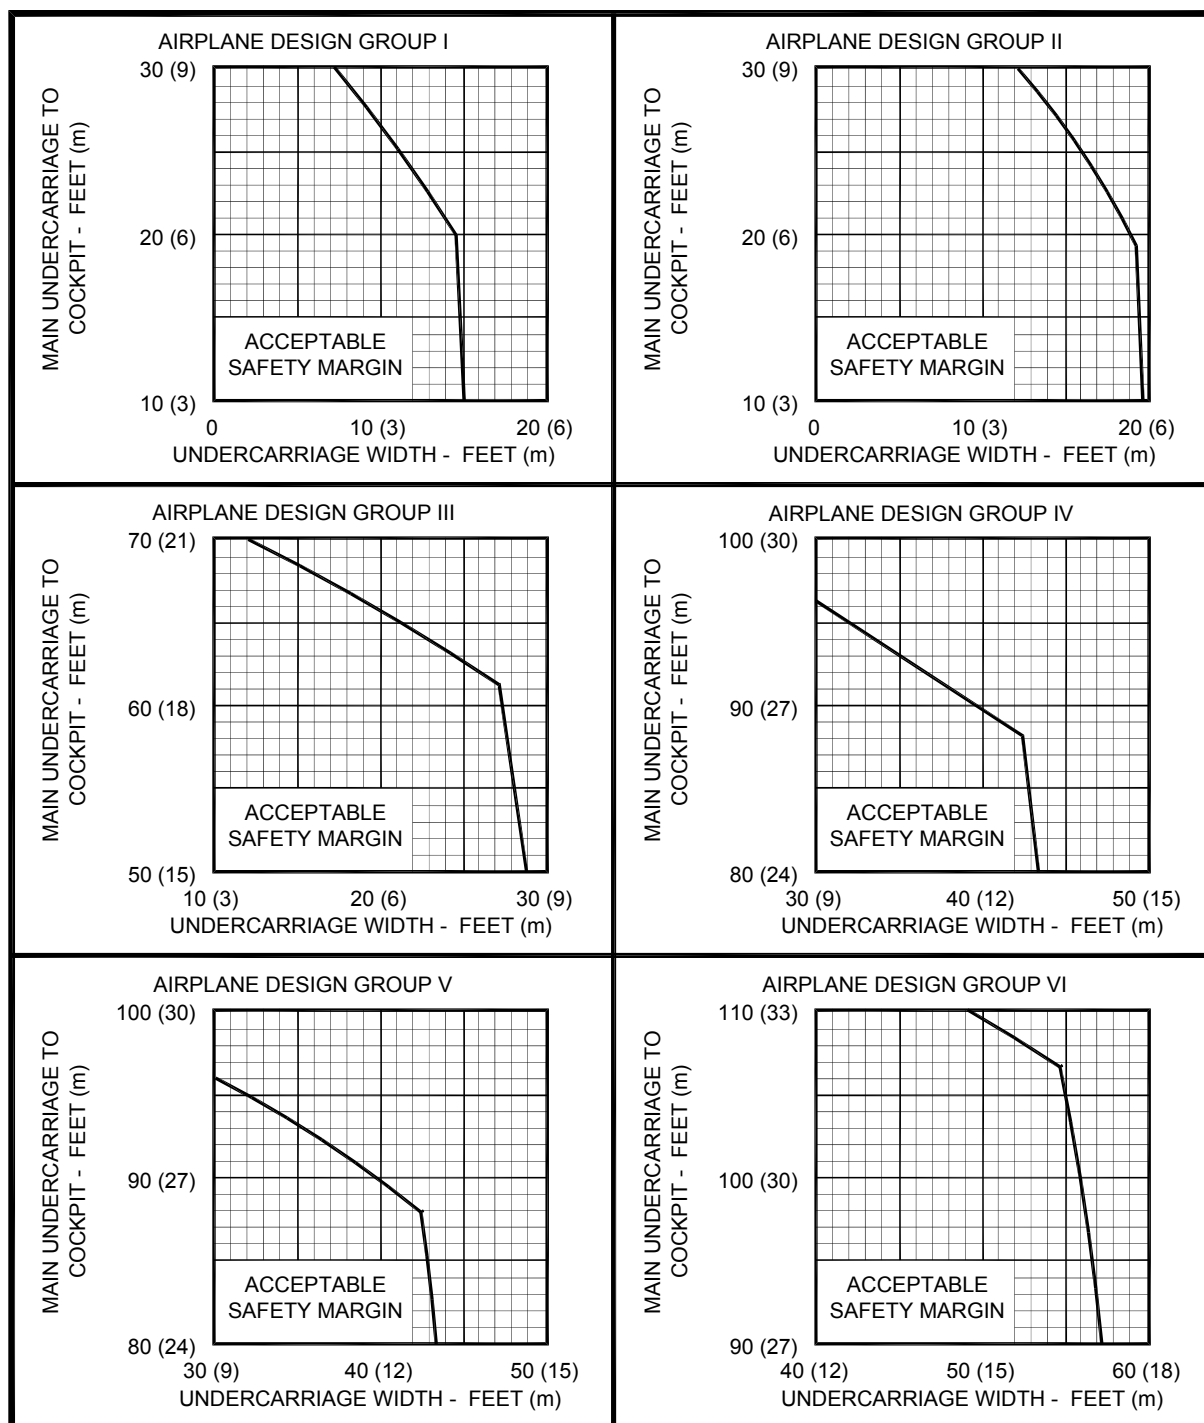 AIRPLANE DESIGN GROUP I
30 (9)
20 (6)
10 (3)
MAIN UNDERCARRIAGE TO
COCKPIT - FEET (m)
ACCEPTABLE
SAFETY MARGIN
0
10 (3)
20 (6)
UNDERCARRIAGE WIDTH - FEET (m)
AIRPLANE DESIGN GROUP II
30 (9)
20 (6)
10 (3)
MAIN UNDERCARRIAGE TO
COCKPIT - FEET (m)
ACCEPTABLE
SAFETY MARGIN
0
10 (3)
20 (6)
UNDERCARRIAGE WIDTH - FEET (m)
AIRPLANE DESIGN GROUP III
70 (21)
60 (18)
50 (15)
MAIN UNDERCARRIAGE TO
COCKPIT - FEET (m)
ACCEPTABLE
SAFETY MARGIN
10 (3)
20 (6)
30 (9)
UNDERCARRIAGE WIDTH - FEET (m)
AIRPLANE DESIGN GROUP IV
100 (30)
90 (27)
80 (24)
MAIN UNDERCARRIAGE TO
COCKPIT - FEET (m)
ACCEPTABLE
SAFETY MARGIN
30 (9)
40 (12)
50 (15)
UNDERCARRIAGE WIDTH - FEET (m)
AIRPLANE DESIGN GROUP V
100 (30)
90 (27)
80 (24)
MAIN UNDERCARRIAGE TO
COCKPIT - FEET (m)
ACCEPTABLE
SAFETY MARGIN
30 (9)
40 (12)
50 (15)
UNDERCARRIAGE WIDTH - FEET (m)
AIRPLANE DESIGN GROUP VI
110 (33)
100 (30)
90 (27)
MAIN UNDERCARRIAGE TO
COCKPIT - FEET (m)
ACCEPTABLE
SAFETY MARGIN
40 (12)
50 (15)
60 (18)
UNDERCARRIAGE WIDTH - FEET (m)